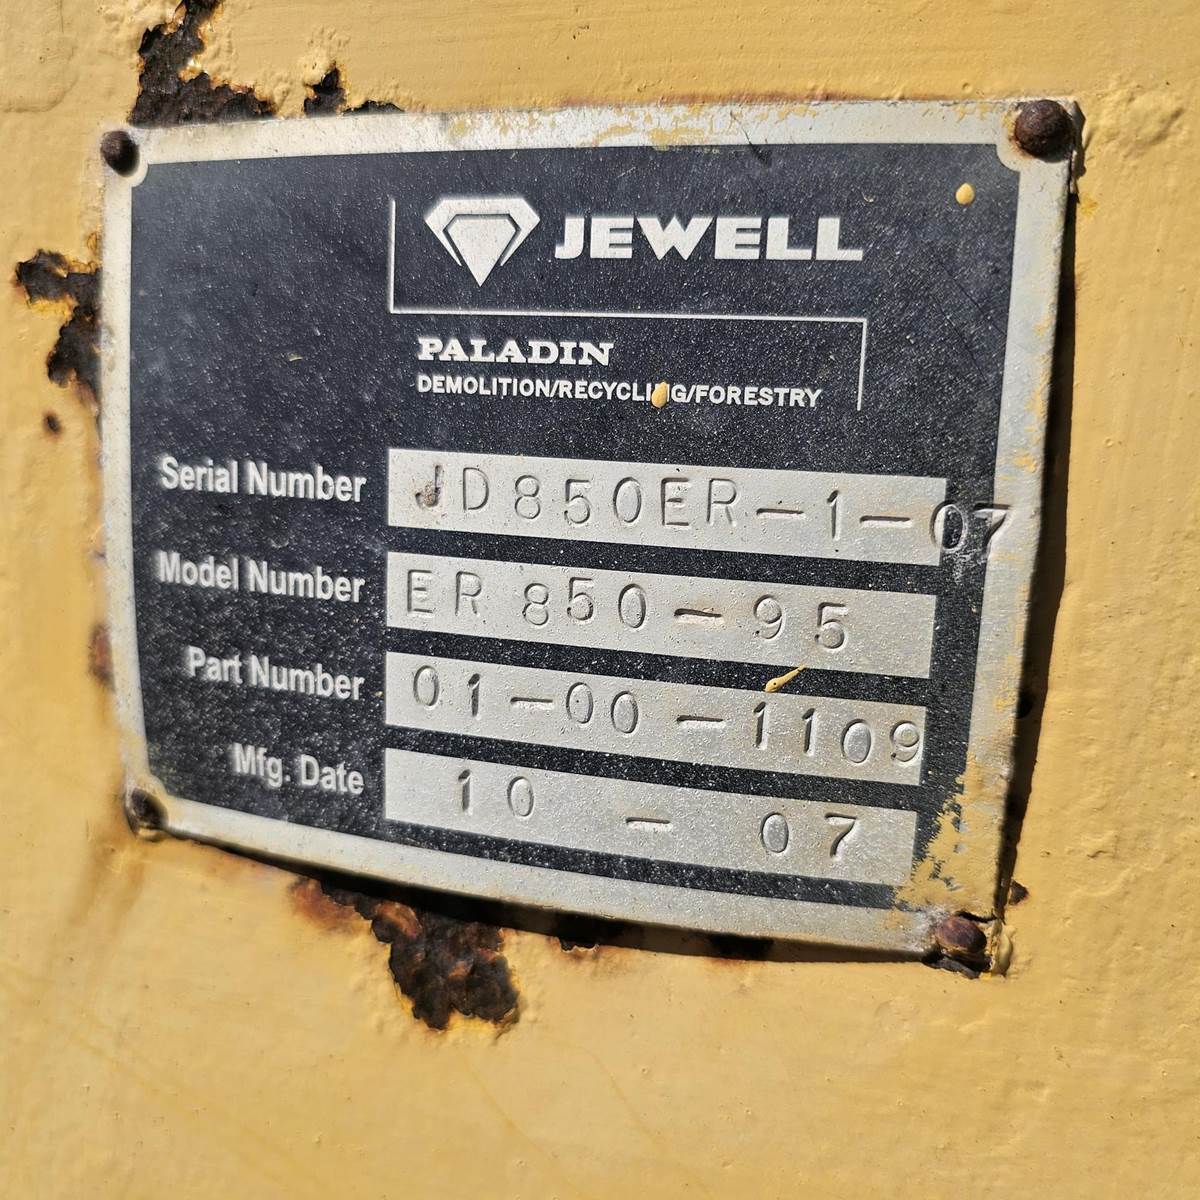 JEWELL
PALADIN
DEMOLITION/RECYCLING/FORESTRY
Serial Number JD850ER-1-07
Model Number ER 850-95
Part Number 01-00-1109
Mfg. Date 10 - 07